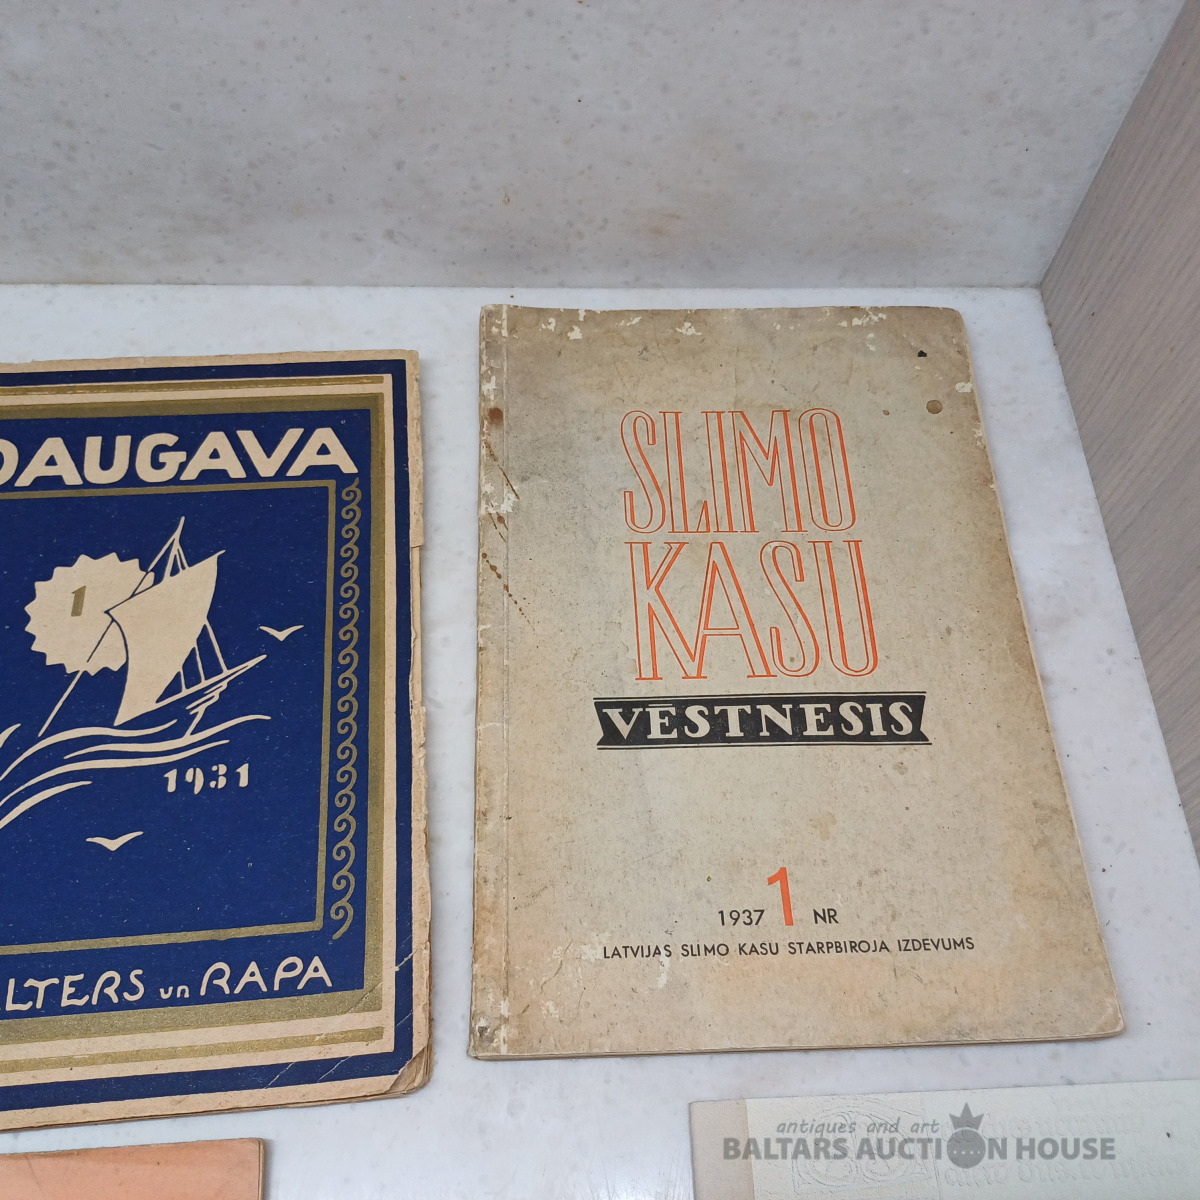 DAUGAVA
1
1931
LTERS un RAPA
SLIMO
KASU
VĒSTNESIS
1937 1 NR
LATVIJAS SLIMO KASU STARPBIROJA IZDEVUMS
antiques and art
BALTARS AUCTION HOUSE